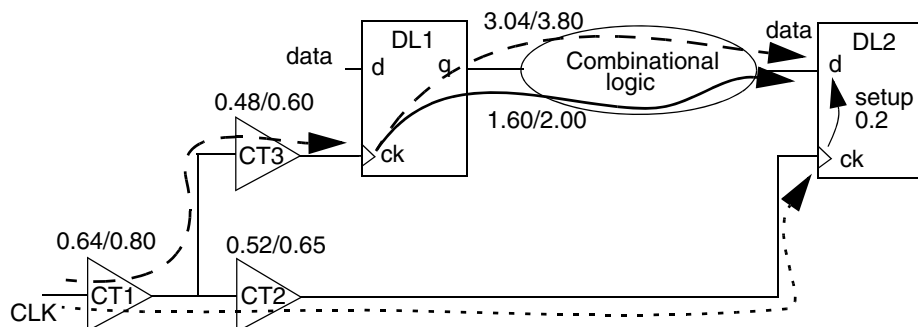 3.04/3.80
data
DL1
data
DL2
d
q
Combinational
logic
d
0.48/0.60
setup
0.2
1.60/2.00
CT3
ck
ck
0.64/0.80
0.52/0.65
CT1
CT2
CLK